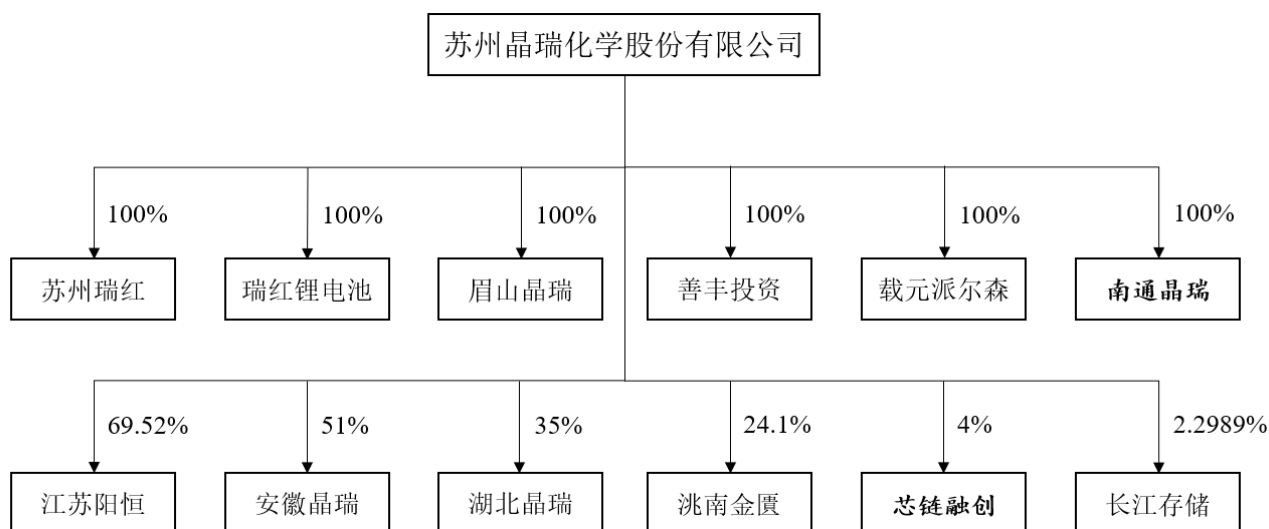 苏州晶瑞化学股份有限公司
100% 100% 100% 100% 100% 100%
苏州瑞红 瑞红锂电池 眉山晶瑞 善丰投资 载元派尔森 南通晶瑞
69.52% 51% 35% 24.1% 4% 2.2989%
江苏阳恒 安徽晶瑞 湖北晶瑞 洮南金匮 芯链融创 长江存储